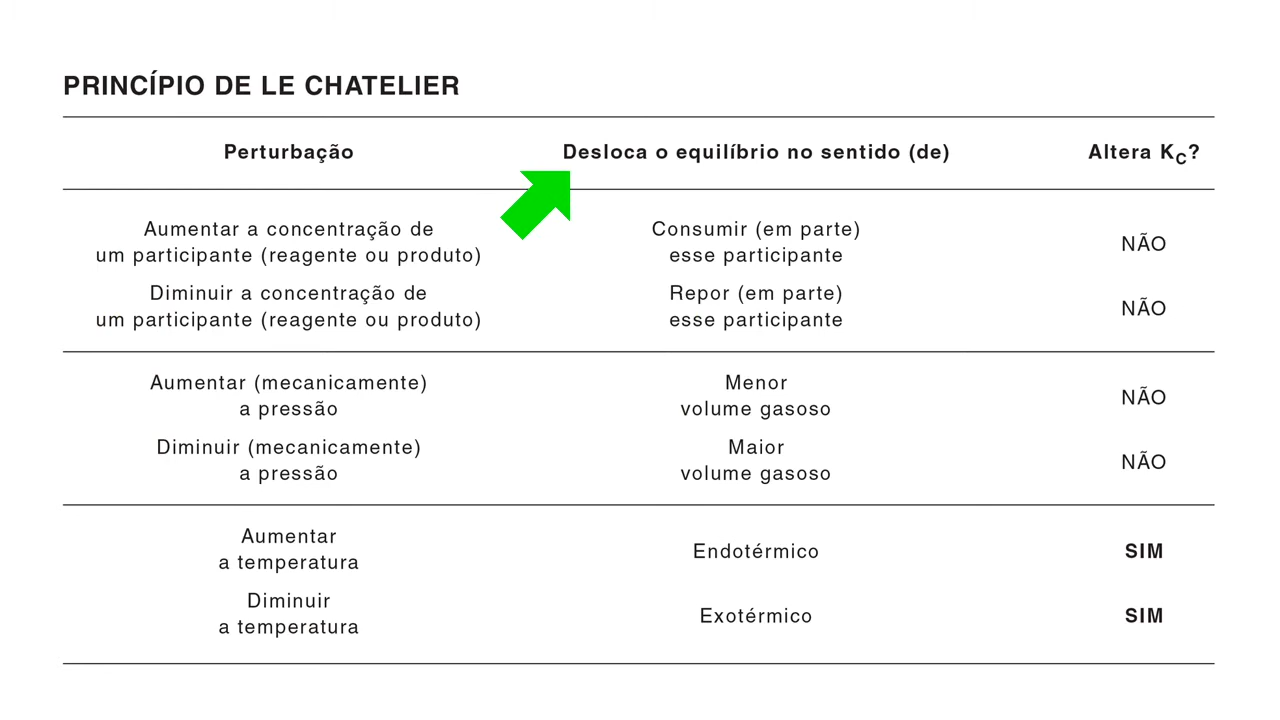 PRINCÍPIO DE LE CHATELIER
Perturbação Desloca o equilíbrio no sentido (de) Altera KC?
Aumentar a concentração de
um participante (reagente ou produto)
Consumir (em parte)
esse participante
NÃO
Diminuir a concentração de
um participante (reagente ou produto)
Repor (em parte)
esse participante
NÃO
Aumentar (mecanicamente)
a pressão
Menor
volume gasoso
NÃO
Diminuir (mecanicamente)
a pressão
Maior
volume gasoso
NÃO
Aumentar
a temperatura
Endotérmico
SIM
Diminuir
a temperatura
Exotérmico
SIM